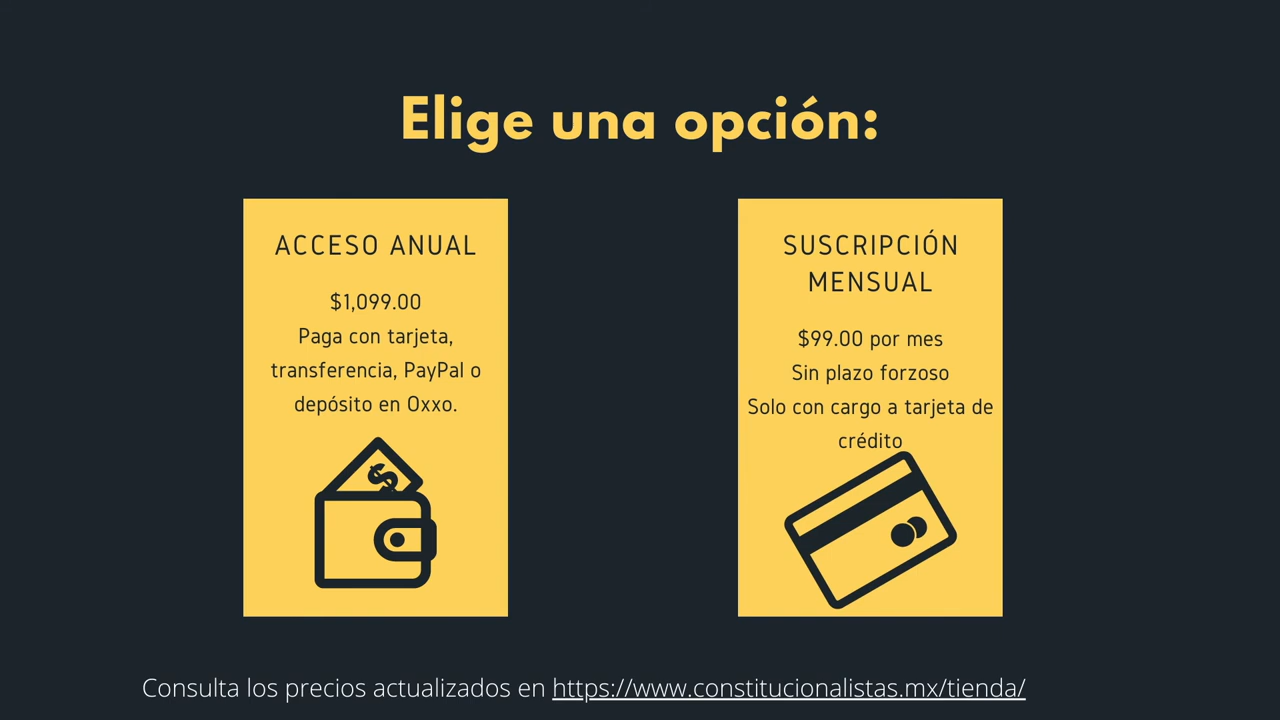 Elige una opción:
ACCESO ANUAL
$1,099.00
Paga con tarjeta,
transferencia, PayPal o
depósito en Oxxo.
$
SUSCRIPCIÓN
MENSUAL
$99.00 por mes
Sin plazo forzoso
Solo con cargo a tarjeta de
crédito
Consulta los precios actualizados en https://www.constitucionalistas.mx/tienda/